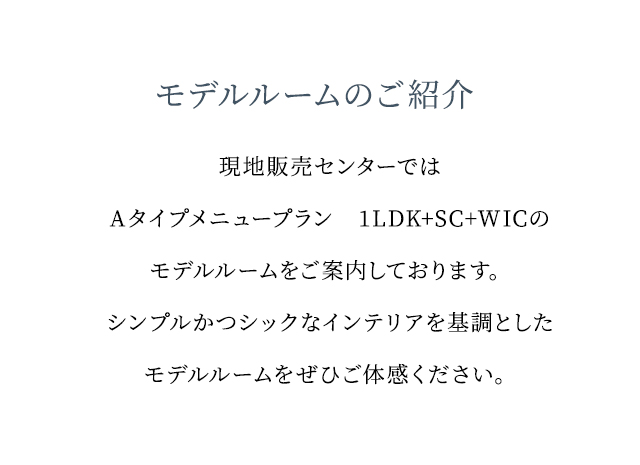 モデルルームのご紹介
現地販売センターでは
Aタイプメニュープラン　1LDK+SC+WICの
モデルルームをご案内しております。
シンプルかつシックなインテリアを基調とした
モデルルームをぜひご体感ください。